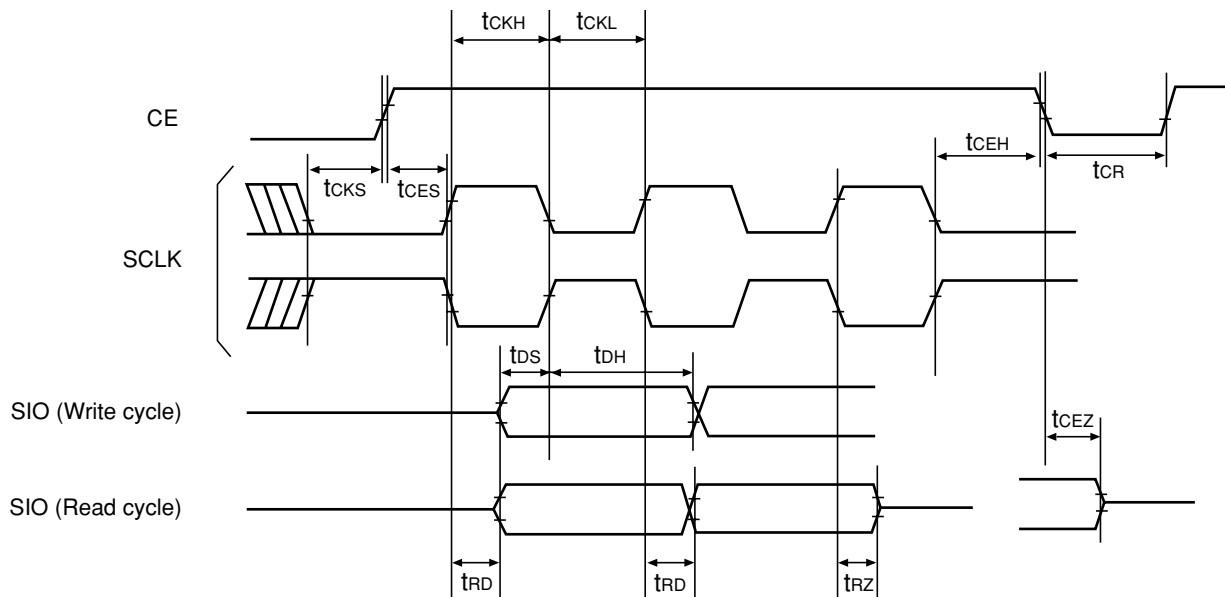 tCKH
tCKL
CE
tCEH
tCKS
tCES
tCR
SCLK
tDS
tDH
SIO (Write cycle)
tCEZ
SIO (Read cycle)
tRD
tRD
tRZ